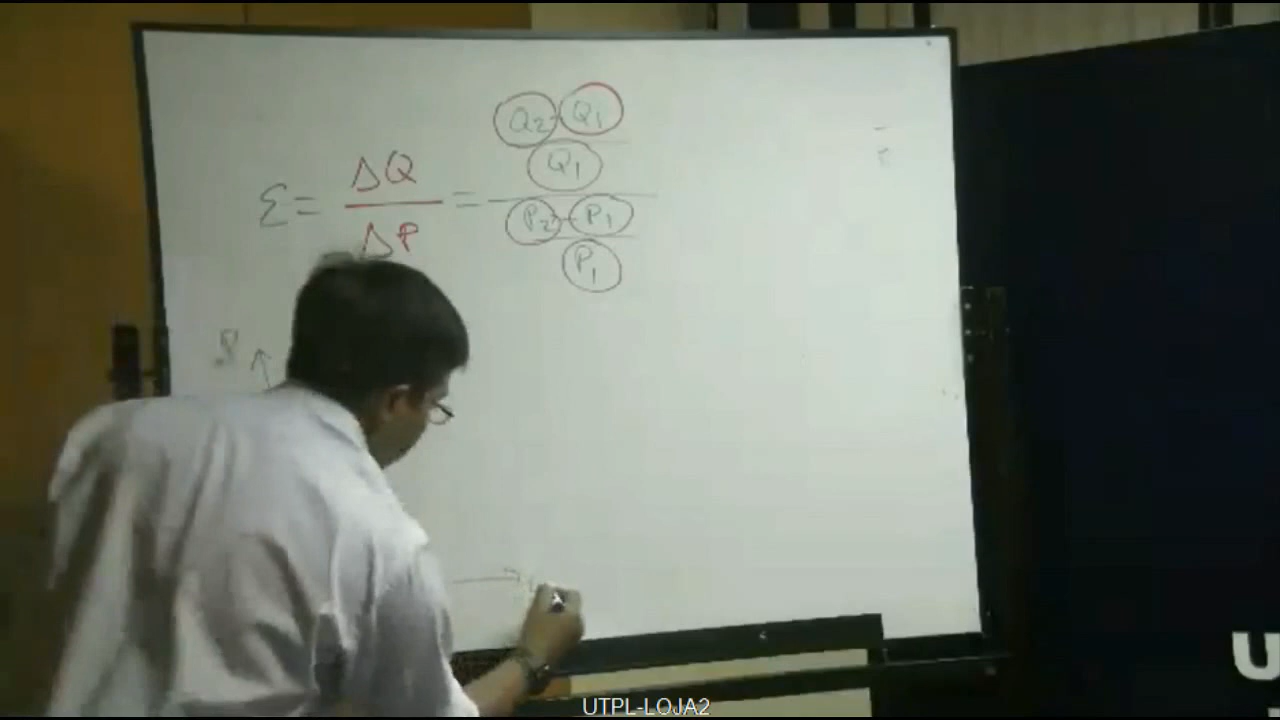 Q2-Q1
Q1
ε= ΔQ/ΔP =
P2-P1
P1
UTPL-LOJA2
U